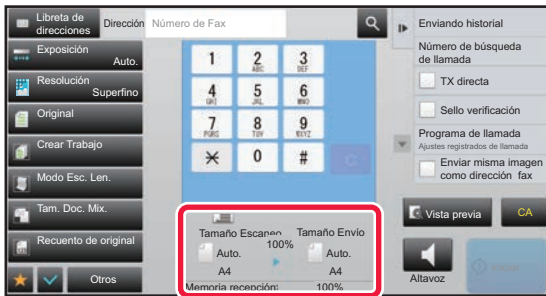 Libreta de
direcciones
Dirección
Número de Fax
Exposición
Auto.
Resolución
Superfino
Original
Crear Trabajo
Modo Esc. Len.
Tam. Doc. Mix.
Recuento de original
Otros
1
2
ABC
3
DEF
4
GHI
5
JKL
6
MNO
7
PQRS
8
TUV
9
WXYZ
0
#
C
Tamaño Escaneo
Tamaño Envío
100%
Auto.
Auto.
A4
A4
Memoria recepción:
100%
Enviando historial
Número de búsqueda
de llamada
TX directa
Sello verificación
Programa de llamada
Ajustes registrados de llamada
Enviar misma imagen
como dirección fax
Vista previa
CA
Altavoz